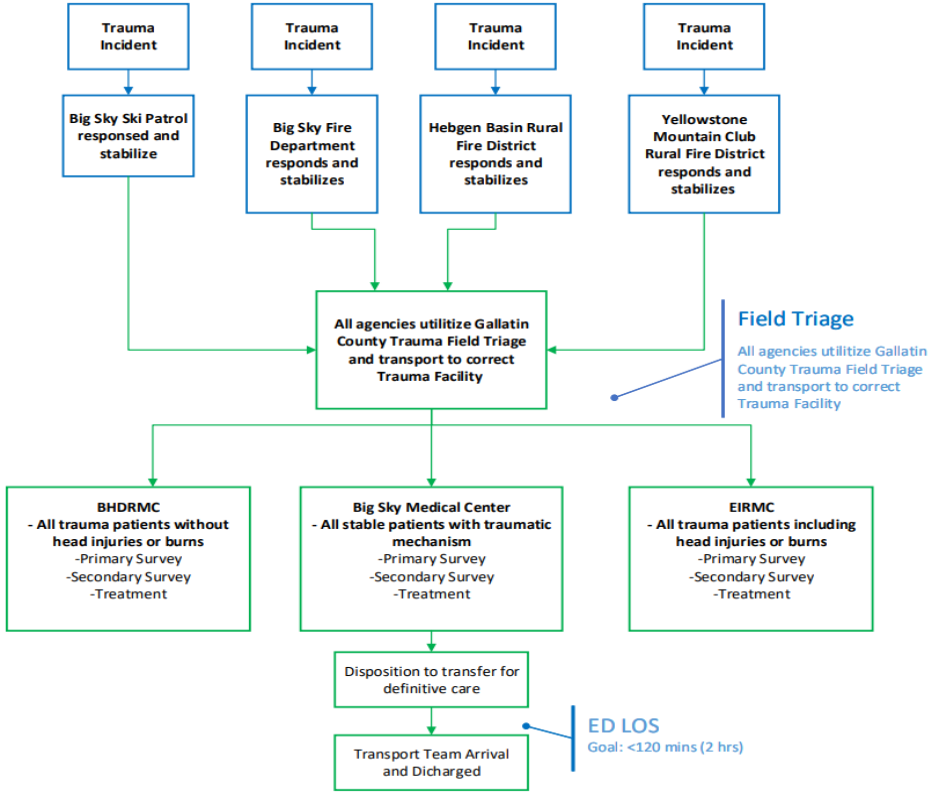 Trauma
Incident
Trauma
Incident
Trauma
Incident
Trauma
Incident
Big Sky Ski Patrol
responsed and
stabilize
Big Sky Fire
Department
responds and
stabilizes
Hebgen Basin Rural
Fire District
responds and
stabilizes
Yellowstone
Mountain Club
Rural Fire District
responds and
stabilizes
All agencies utilitize Gallatin
County Trauma Field Triage
and transport to correct
Trauma Facility
Field Triage
All agencies utilitize Gallatin
County Trauma Field Triage
and transport to correct
Trauma Facility
BHDRMC
- All trauma patients without
head injuries or burns
-Primary Survey
-Secondary Survey
-Treatment
Big Sky Medical Center
- All stable patients with traumatic
mechanism
-Primary Survey
-Secondary Survey
-Treatment
EIRMC
- All trauma patients including
head injuries or burns
-Primary Survey
-Secondary Survey
-Treatment
Disposition to transfer for
definitive care
ED LOS
Goal: <120 mins (2 hrs)
Transport Team Arrival
and Dicharged